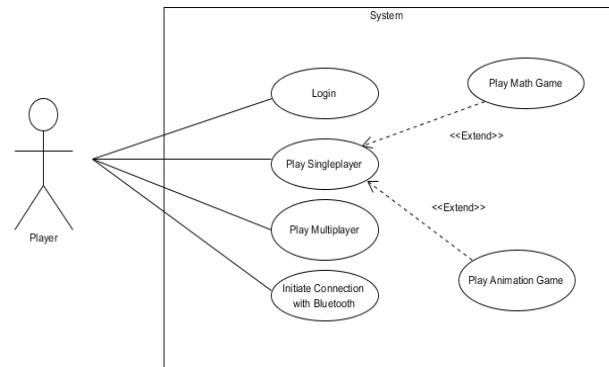 System
Login
Play Math Game
<<Extend>>
Play Singleplayer
<<Extend>>
Play Multiplayer
Player
Initiate Connection
with Bluetooth
Play Animation Game